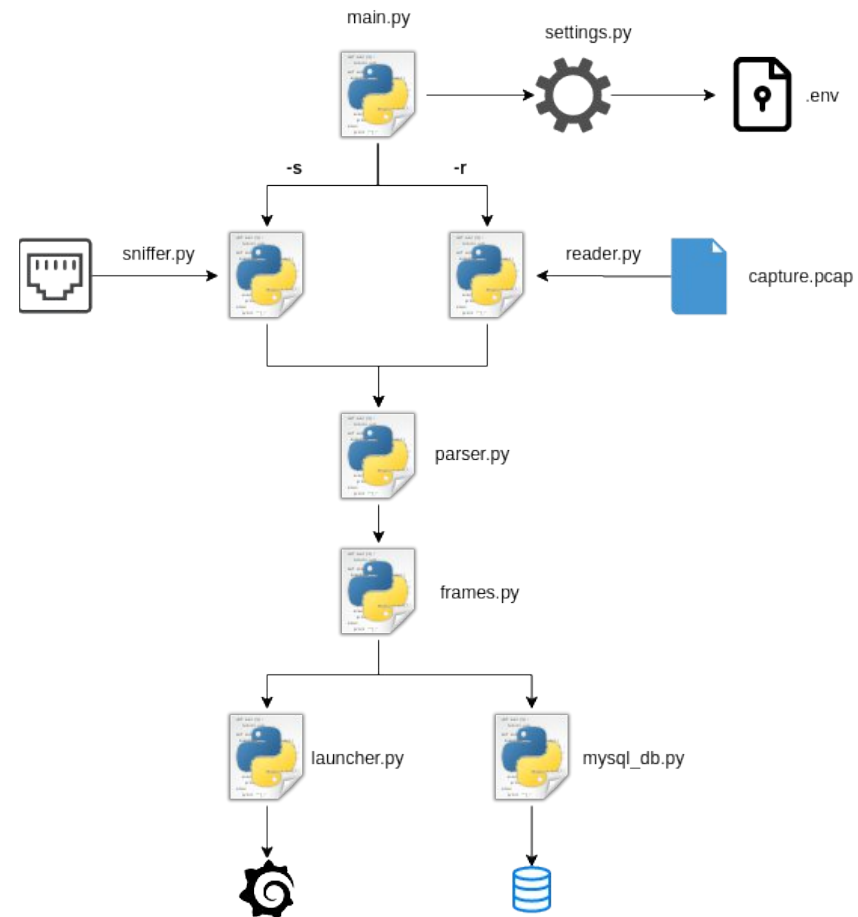 main.py
settings.py
.env
-s
-r
sniffer.py
reader.py
capture.pcap
parser.py
frames.py
launcher.py
mysql_db.py